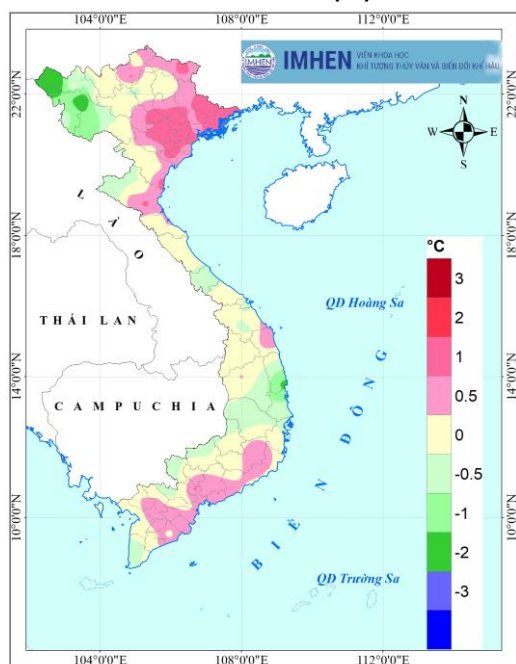 104°0'0"E 108°0'0"E 112°0'0"E
IMHEN
VIỆN KHOA HỌC
KHÍ TƯỢNG THỦY VĂN VÀ BIẾN ĐỔI KHÍ HẬU
22°0'0"N 22°0'0"N
N
W E
S
LÀO
18°0'0"N 18°0'0"N
°C
3
QĐ Hoàng Sa
2
THÁI LAN
1
14°0'0"N 14°0'0"N
0.5
CAMPUCHIA
0
BIỂN ĐÔNG
-0.5
-1
10°0'0"N 10°0'0"N
-2
QĐ Trường Sa
-3
104°0'0"E 108°0'0"E 112°0'0"E